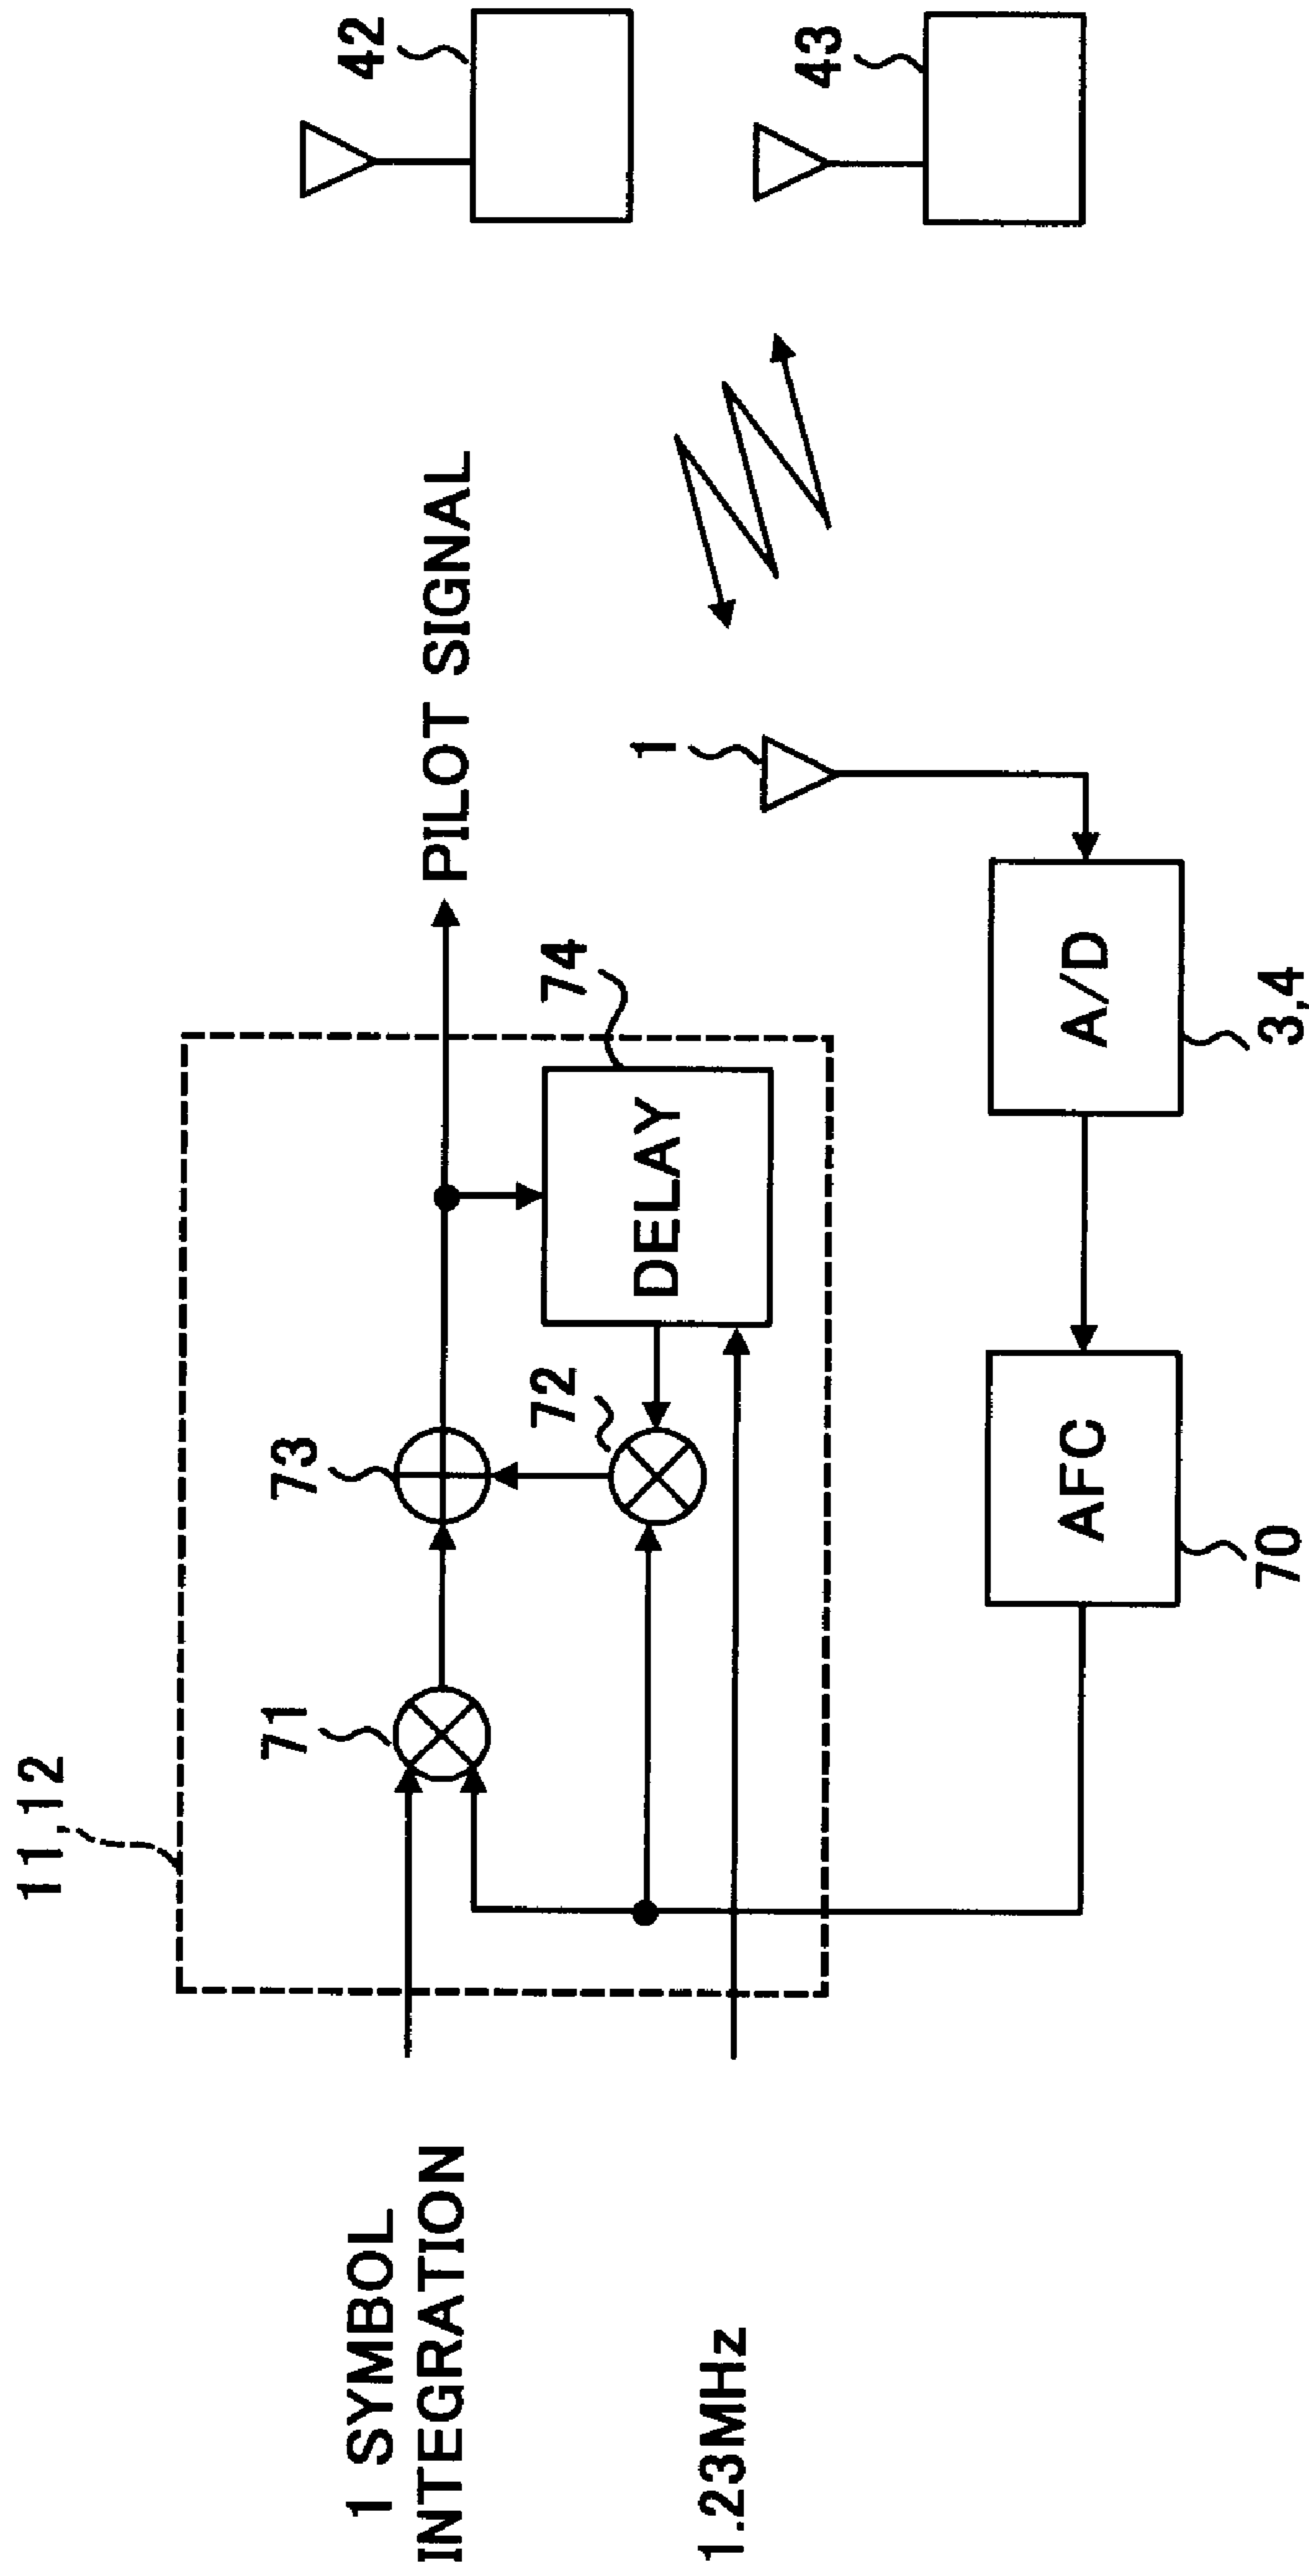 11,12
71
73
72
74
1 SYMBOL
INTEGRATION
1.23MHz
DELAY
PILOT SIGNAL
42
43
1
AFC
70
A/D
3,4